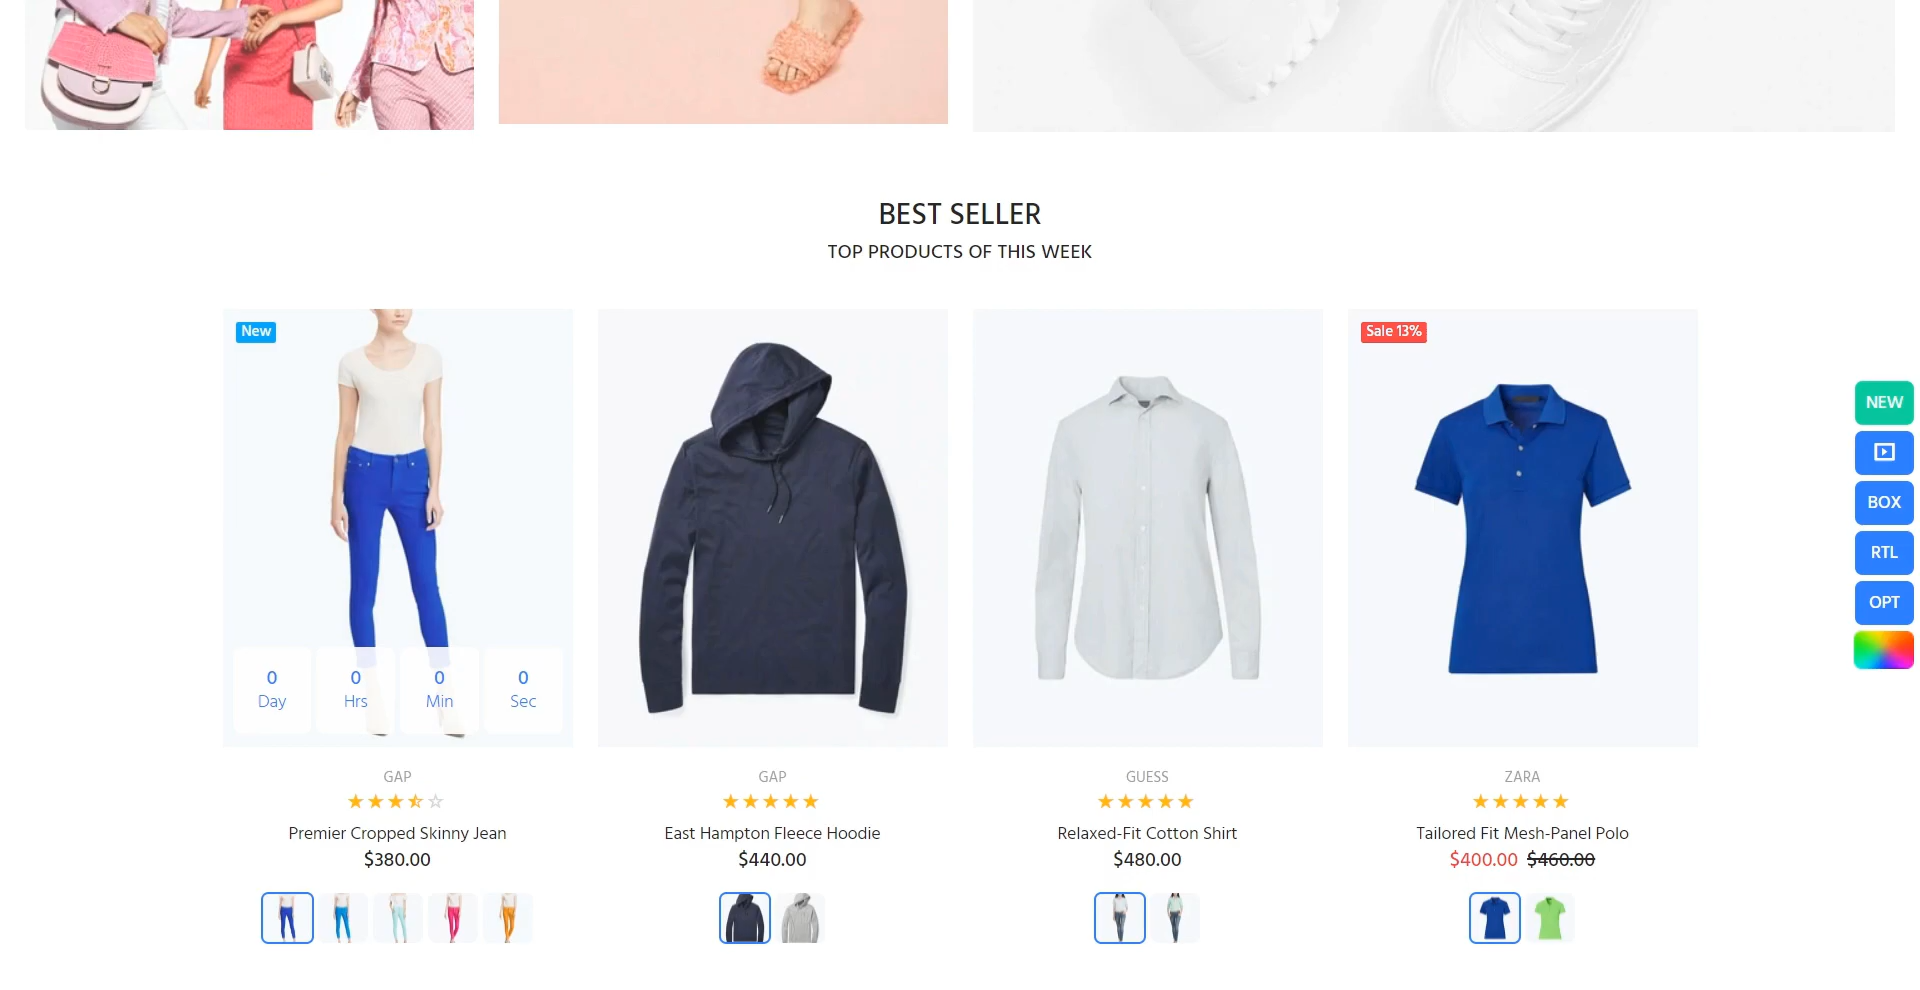 BEST SELLER
TOP PRODUCTS OF THIS WEEK
New
Sale 13%
NEW
BOX
RTL
OPT
0 0 0 0
Day Hrs Min Sec
GAP
Premier Cropped Skinny Jean
$380.00
GAP
East Hampton Fleece Hoodie
$440.00
GUESS
Relaxed-Fit Cotton Shirt
$480.00
ZARA
Tailored Fit Mesh-Panel Polo
$400.00 $460.00